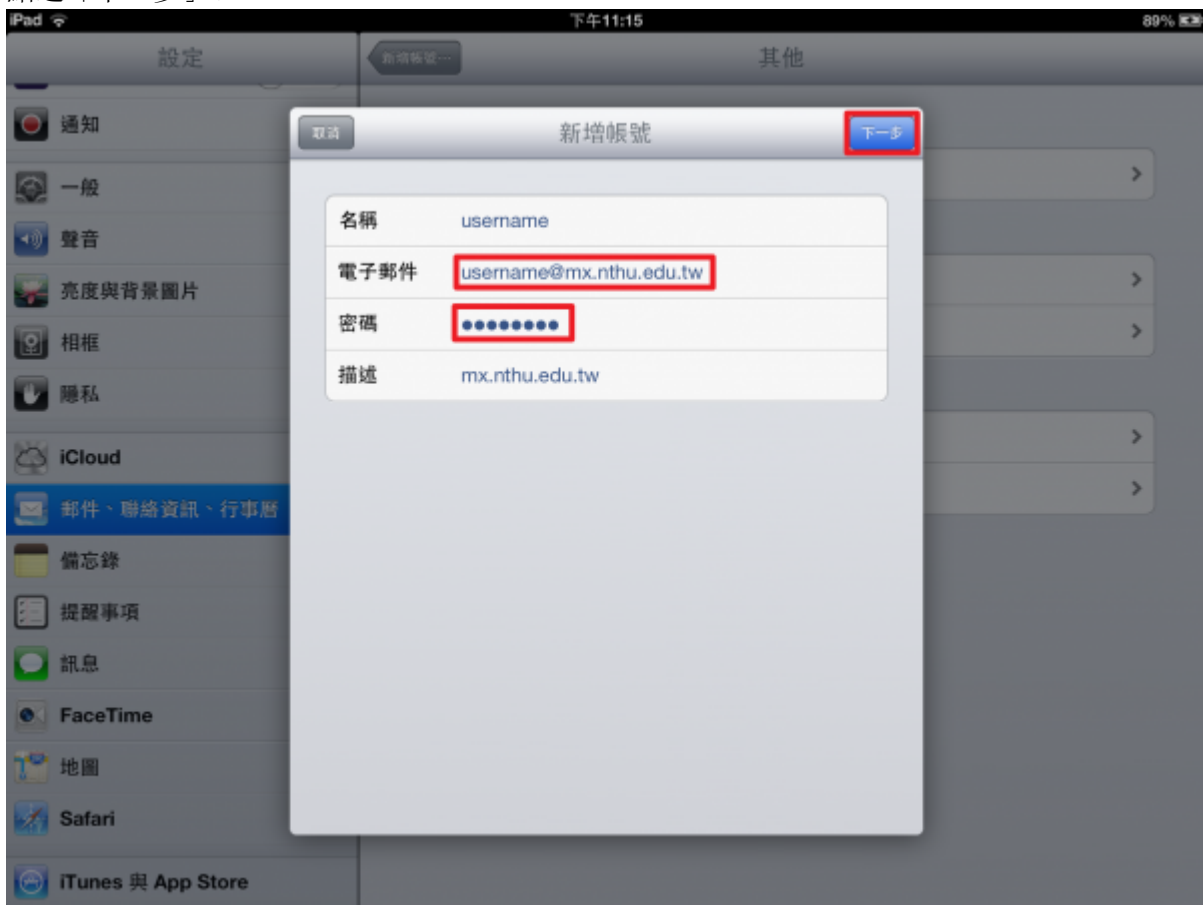 iPad 下午11:15 89%
設定
新增帳號… 其他
通知
一般
聲音
亮度與背景圖片
相框
隱私
iCloud
郵件、聯絡資訊、行事曆
備忘錄
提醒事項
訊息
FaceTime
地圖
Safari
iTunes 與 App Store
取消 新增帳號 下一步
名稱 username
電子郵件 username@mx.nthu.edu.tw
密碼 ●●●●●●●●
描述 mx.nthu.edu.tw